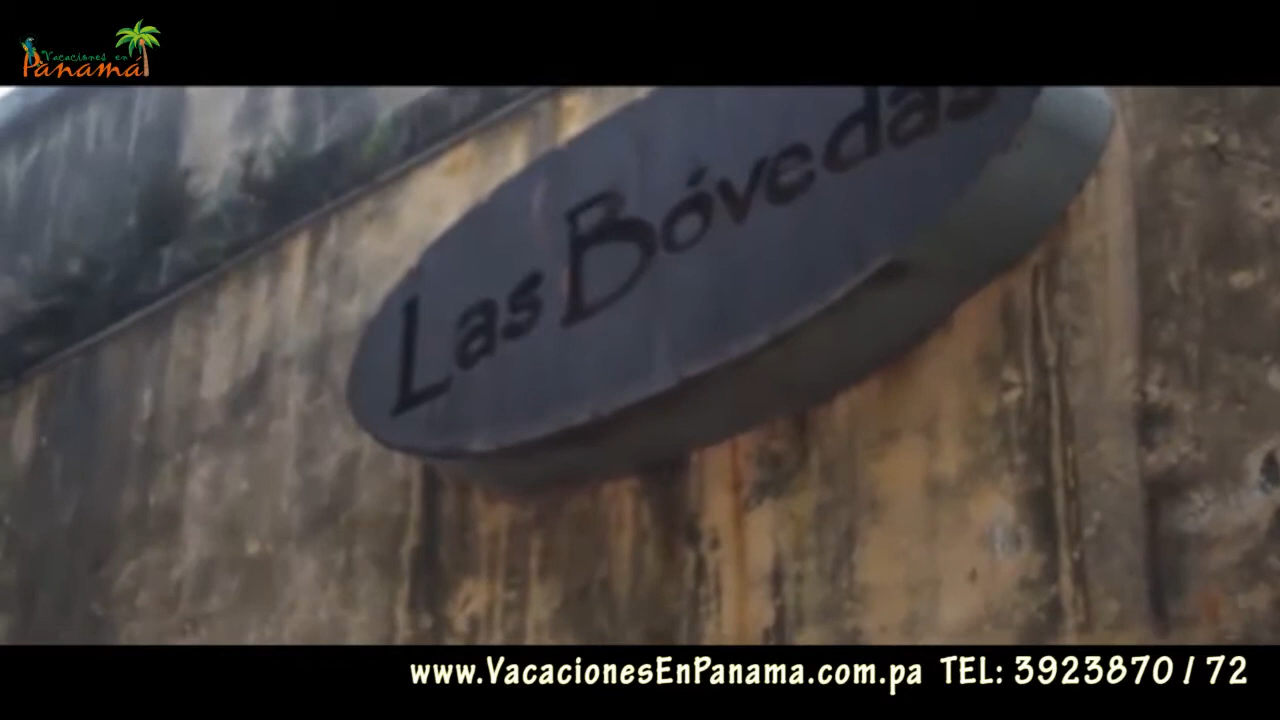 Vacaciones en
Panamá
Las Bóvedas
www.VacacionesEnPanama.com.pa TEL: 3923870 / 72